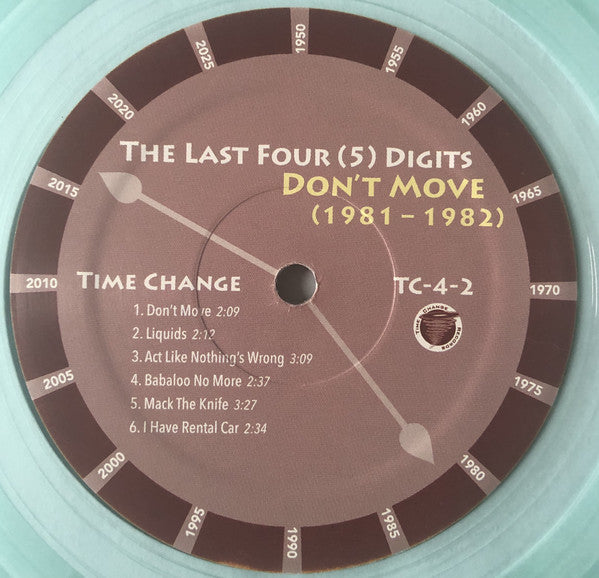 THE LAST FOUR (5) DIGITS
DON'T MOVE
(1981 – 1982)
TIME CHANGE
TC-4-2
1. Don't Move 2:09
2. Liquids 2:12
3. Act Like Nothing's Wrong 3:09
4. Babaloo No More 2:37
5. Mack The Knife 3:27
6. I Have Rental Car 2:34
TIME CHANGE RECORDS
1950
1955
1960
1965
1970
1975
1980
1985
1990
1995
2000
2005
2010
2015
2020
2025